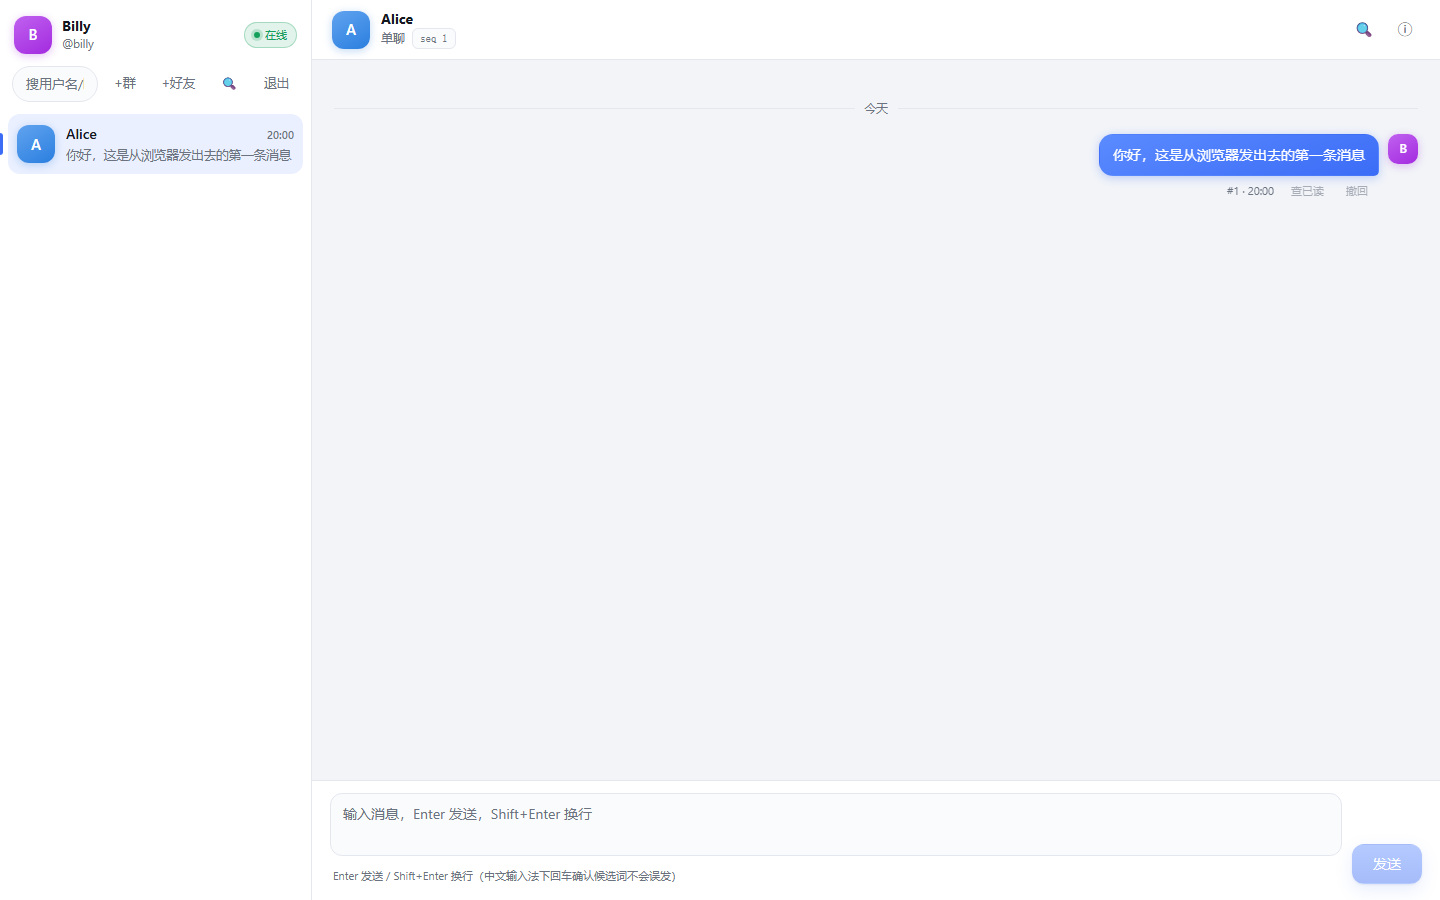 B
Billy
@billy
在线
搜用户名/
+群
+好友
退出
A
Alice
20:00
你好，这是从浏览器发出去的第一条消息
A
Alice
单聊
seq 1
今天
你好，这是从浏览器发出去的第一条消息
B
#1 · 20:00
查已读
撤回
输入消息，Enter 发送，Shift+Enter 换行
Enter 发送 / Shift+Enter 换行（中文输入法下回车确认候选词不会误发）
发送